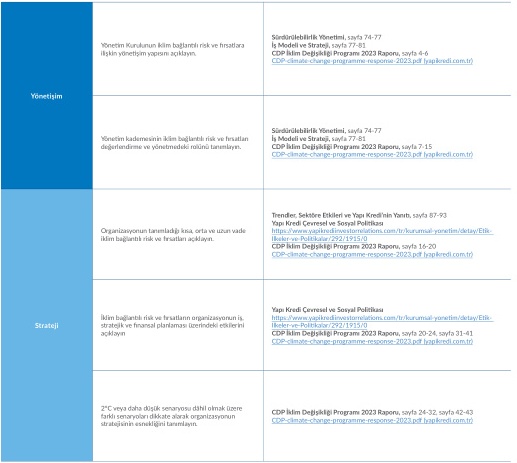 Yönetişim
Yönetim Kurulunun iklim bağlantılı risk ve fırsatlara
ilişkin yönetişim yapısını açıklayın.
Sürdürülebilirlik Yönetimi, sayfa 74-77
İş Modeli ve Strateji, sayfa 77-81
CDP İklim Değişikliği Programı 2023 Raporu, sayfa 4-6
CDP-climate-change-programme-response-2023.pdf (yapikredi.com.tr)
Yönetim kademesinin iklim bağlantılı risk ve fırsatları
değerlendirme ve yönetmedeki rolünü tanımlayın.
Sürdürülebilirlik Yönetimi, sayfa 74-77
İş Modeli ve Strateji, sayfa 77-81
CDP İklim Değişikliği Programı 2023 Raporu, sayfa 7-15
CDP-climate-change-programme-response-2023.pdf (yapikredi.com.tr)
Strateji
Organizasyonun tanımladığı kısa, orta ve uzun vade
iklim bağlantılı risk ve fırsatları açıklayın.
Trendler, Sektöre Etkileri ve Yapı Kredi'nin Yanıtı, sayfa 87-93
Yapı Kredi Çevresel ve Sosyal Politikası
https://www.yapikrediinvestorrelations.com/tr/kurumsal-yonetim/detay/Etik-
Ilkeler-ve-Politikalar/292/1915/0
CDP İklim Değişikliği Programı 2023 Raporu, sayfa 16-20
CDP-climate-change-programme-response-2023.pdf (yapikredi.com.tr)
İklim bağlantılı risk ve fırsatların organizasyonun iş,
stratejik ve finansal planlaması üzerindeki etkilerini
açıklayın
Yapı Kredi Çevresel ve Sosyal Politikası
https://www.yapikrediinvestorrelations.com/tr/kurumsal-yonetim/detay/Etik-
Ilkeler-ve-Politikalar/292/1915/0
CDP İklim Değişikliği Programı 2023 Raporu, sayfa 20-24, sayfa 31-41
CDP-climate-change-programme-response-2023.pdf (yapikredi.com.tr)
2°C veya daha düşük senaryosu dâhil olmak üzere
farklı senaryoları dikkate alarak organizasyonun
stratejisinin esnekliğini tanımlayın.
CDP İklim Değişikliği Programı 2023 Raporu, sayfa 24-32, sayfa 42-43
CDP-climate-change-programme-response-2023.pdf (yapikredi.com.tr)